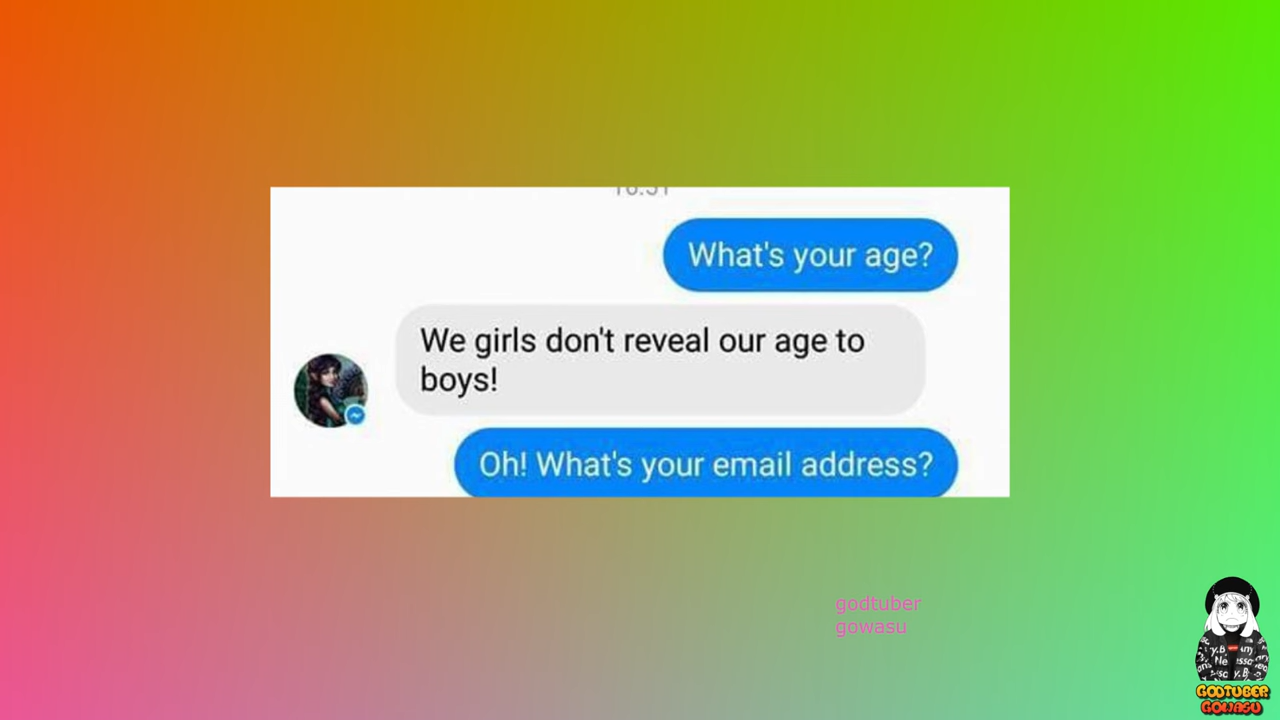 What's your age?
We girls don't reveal our age to
boys!
Oh! What's your email address?
godtuber
gowasu
GODTUBER
GOWASU